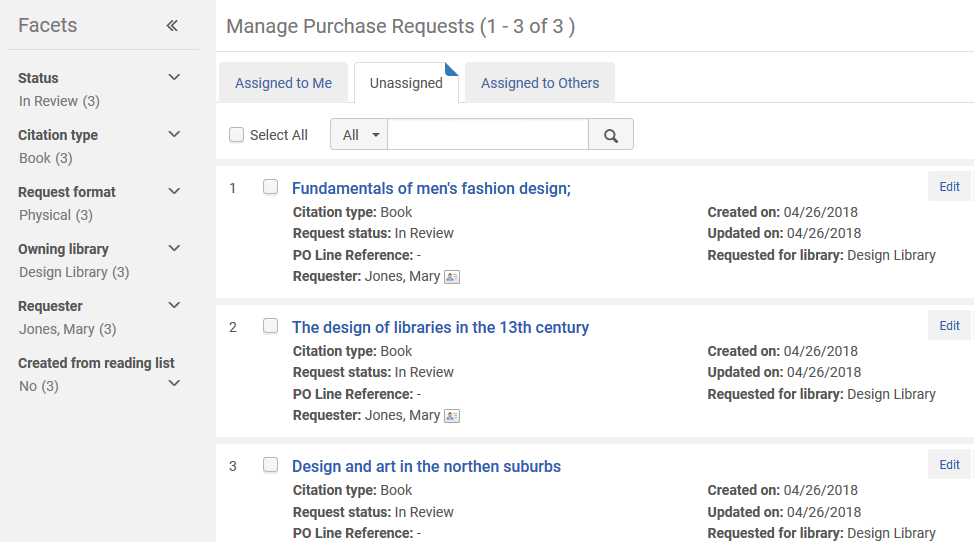 Facets
Status
In Review (3)
Citation type
Book (3)
Request format
Physical (3)
Owning library
Design Library (3)
Requester
Jones, Mary (3)
Created from reading list
No (3)
Manage Purchase Requests (1 - 3 of 3 )
Assigned to Me Unassigned Assigned to Others
Select All All
1 Fundamentals of men's fashion design; Edit
Citation type: Book Created on: 04/26/2018
Request status: In Review Updated on: 04/26/2018
PO Line Reference: - Requested for library: Design Library
Requester: Jones, Mary
2 The design of libraries in the 13th century Edit
Citation type: Book Created on: 04/26/2018
Request status: In Review Updated on: 04/26/2018
PO Line Reference: - Requested for library: Design Library
Requester: Jones, Mary
3 Design and art in the northen suburbs Edit
Citation type: Book Created on: 04/26/2018
Request status: In Review Updated on: 04/26/2018
PO Line Reference: - Requested for library: Design Library